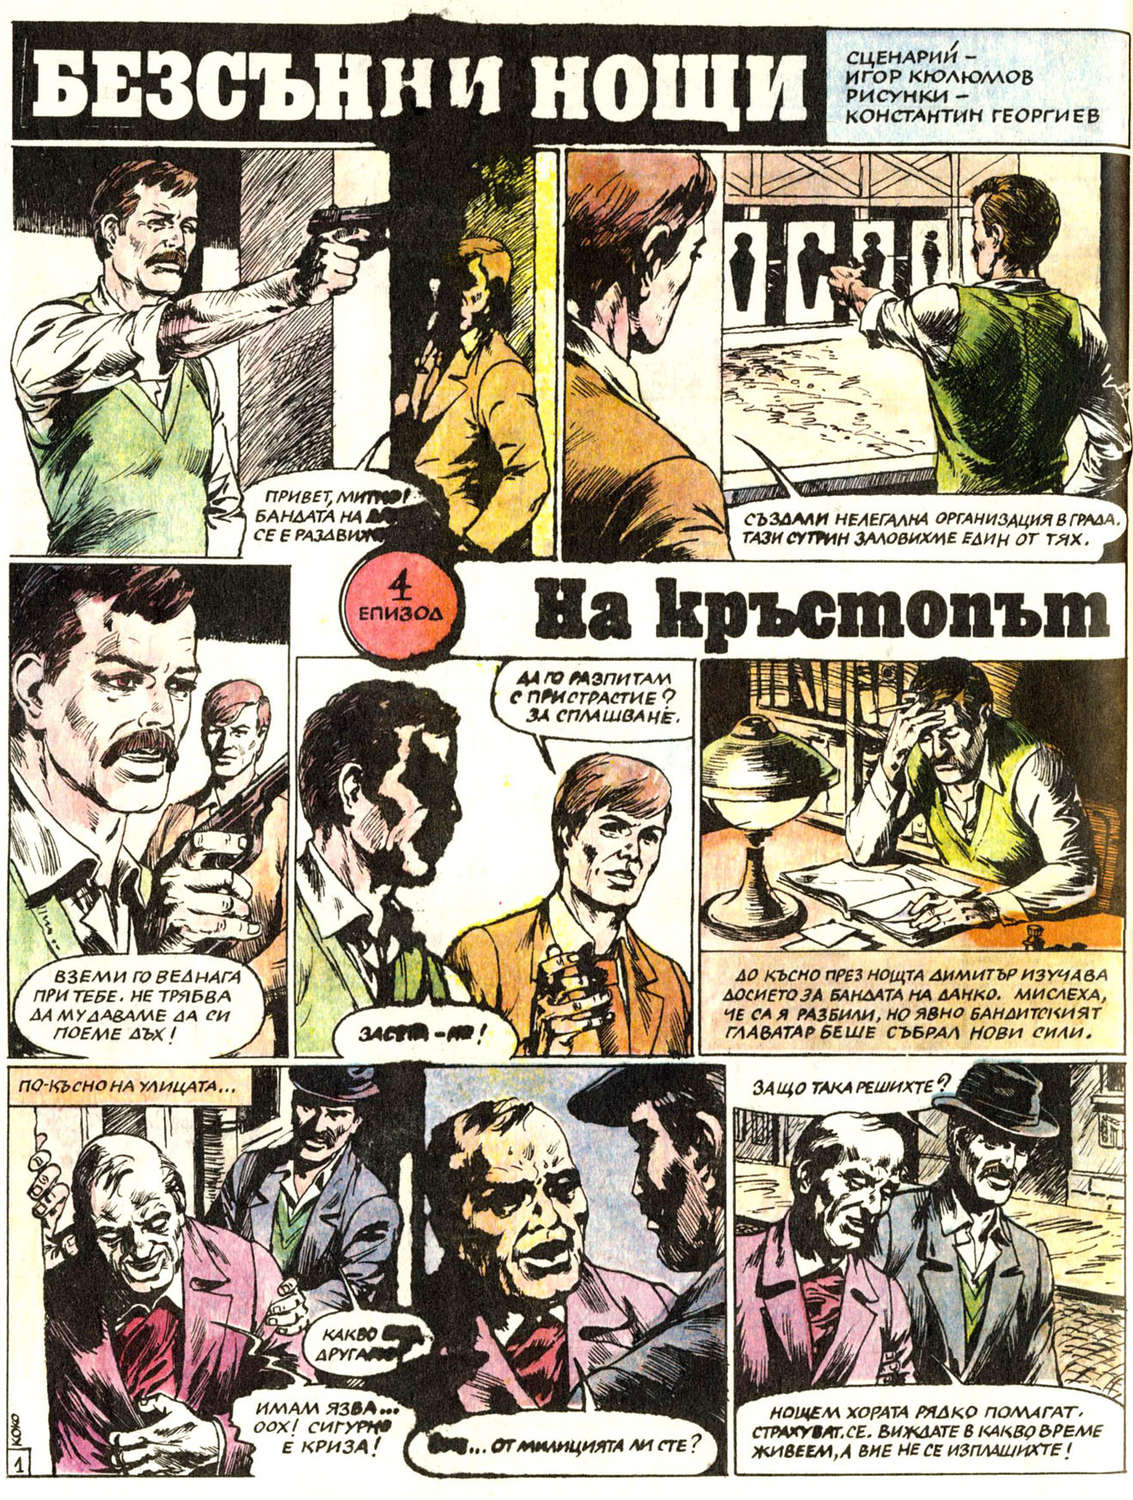 БЕЗСЪННИ НОЩИ
СЦЕНАРИЙ –
ИГОР КЮЛЮМОВ
РИСУНКИ –
КОНСТАНТИН ГЕОРГИЕВ
ПРИВЕТ, МИТКО!
БАНДАТА НА
СЕ Е
СЪЗДАЛИ НЕЛЕГАЛНА ОРГАНИЗАЦИЯ В ГРАДА.
ТАЗИ СУТРИН ЗАЛОВИХМЕ ЕДИН ОТ ТЯХ.
4
ЕПИЗОД
На кръстопът
ВЗЕМИ ГО ВЕДНАГА
ПРИ ТЕБЕ. НЕ ТРЯБВА
ДА МУ ДАВАМЕ ДА СИ
ПОЕМЕ ДЪХ!
ДА ГО РАЗПИТАМ
С ПРИСТРАСТИЕ?
ЗА СПЛАШВАНЕ.
ДО КЪСНО ПРЕЗ НОЩТА ДИМИТЪР ИЗУЧАВА
ДОСИЕТО ЗА БАНДАТА НА ДАНКО. МИСЛЕХА,
ЧЕ СА Я РАЗБИЛИ, НО ЯВНО БАНДИТСКИЯТ
ГЛАВАТАР БЕШЕ СЪБРАЛ НОВИ СИЛИ.
ПО-КЪСНО НА УЛИЦАТА...
КАКВО
ИМАМ ЯЗВА...
ООХ! СИГУРНО
Е КРИЗА!
... ОТ МИЛИЦИЯТА ЛИ СТЕ?
ЗАЩО ТАКА РЕШИХТЕ?
НОЩЕМ ХОРАТА РЯДКО ПОМАГАТ.
СТРАХУВАТ СЕ. ВИЖДАТЕ В КАКВО ВРЕМЕ
ЖИВЕЕМ, А ВИЕ НЕ СЕ ИЗПЛАШИХТЕ!
КОКО
1